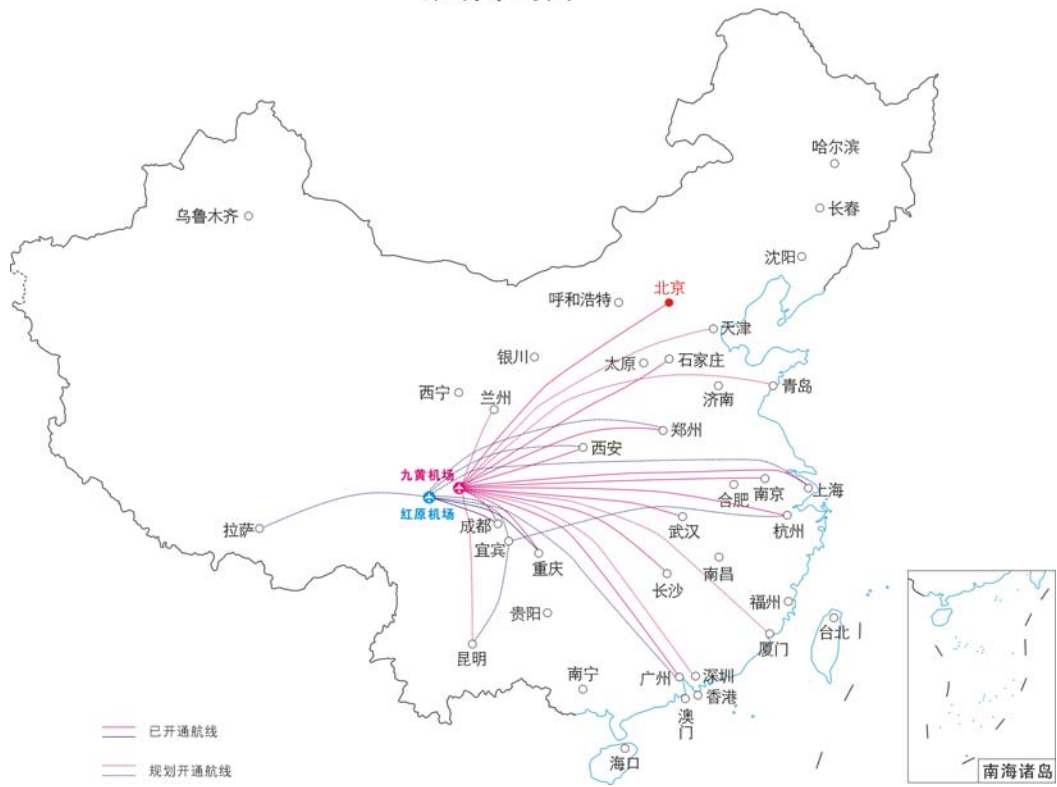 哈尔滨
长春
乌鲁木齐
沈阳
北京
呼和浩特
天津
银川
太原
石家庄
西宁
兰州
济南
青岛
郑州
西安
九黄机场
南京
上海
合肥
红原机场
拉萨
成都
武汉
杭州
宜宾
重庆
南昌
长沙
福州
贵阳
台北
厦门
昆明
南宁
广州
深圳
香港
澳门
已开通航线
海口
规划开通航线
南海诸岛